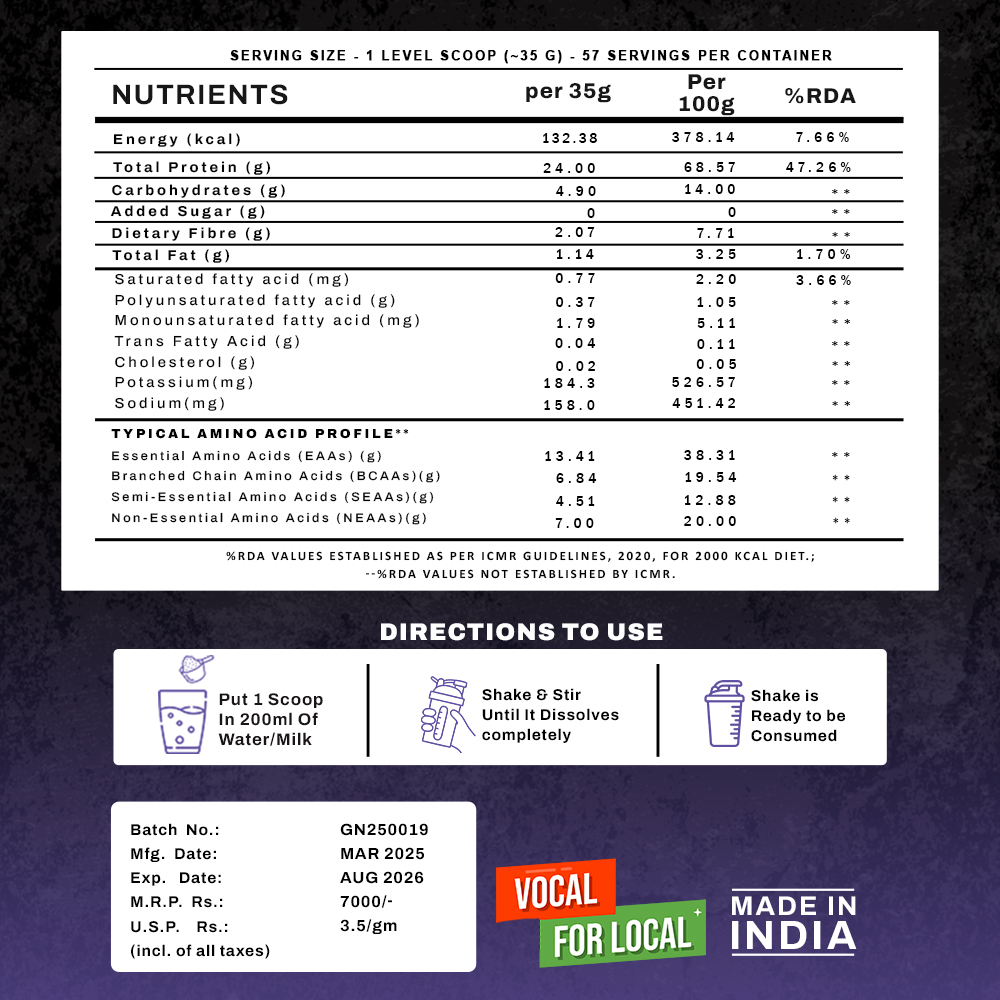 SERVING SIZE - 1 LEVEL SCOOP (~35 G) - 57 SERVINGS PER CONTAINER
NUTRIENTS per 35g Per 100g %RDA
Energy (kcal) 132.38 378.14 7.66%
Total Protein (g) 24.00 68.57 47.26%
Carbohydrates (g) 4.90 14.00 **
Added Sugar (g) 0 0 **
Dietary Fibre (g) 2.07 7.71 **
Total Fat (g) 1.14 3.25 1.70%
Saturated fatty acid (mg) 0.77 2.20 3.66%
Polyunsaturated fatty acid (g) 0.37 1.05 **
Monounsaturated fatty acid (mg) 1.79 5.11 **
Trans Fatty Acid (g) 0.04 0.11 **
Cholesterol (g) 0.02 0.05 **
Potassium(mg) 184.3 526.57 **
Sodium(mg) 158.0 451.42 **
TYPICAL AMINO ACID PROFILE**
Essential Amino Acids (EAAs) (g) 13.41 38.31 **
Branched Chain Amino Acids (BCAAs)(g) 6.84 19.54 **
Semi-Essential Amino Acids (SEAAs)(g) 4.51 12.88 **
Non-Essential Amino Acids (NEAAs)(g) 7.00 20.00 **
%RDA VALUES ESTABLISHED AS PER ICMR GUIDELINES, 2020, FOR 2000 KCAL DIET.;
--%RDA VALUES NOT ESTABLISHED BY ICMR.
DIRECTIONS TO USE
Put 1 Scoop
In 200ml Of
Water/Milk
Shake & Stir
Until It Dissolves
completely
Shake is
Ready to be
Consumed
Batch No.: GN250019
Mfg. Date: MAR 2025
Exp. Date: AUG 2026
M.R.P. Rs.: 7000/-
U.S.P. Rs.: 3.5/gm
(incl. of all taxes)
VOCAL
FOR LOCAL
MADE IN
INDIA